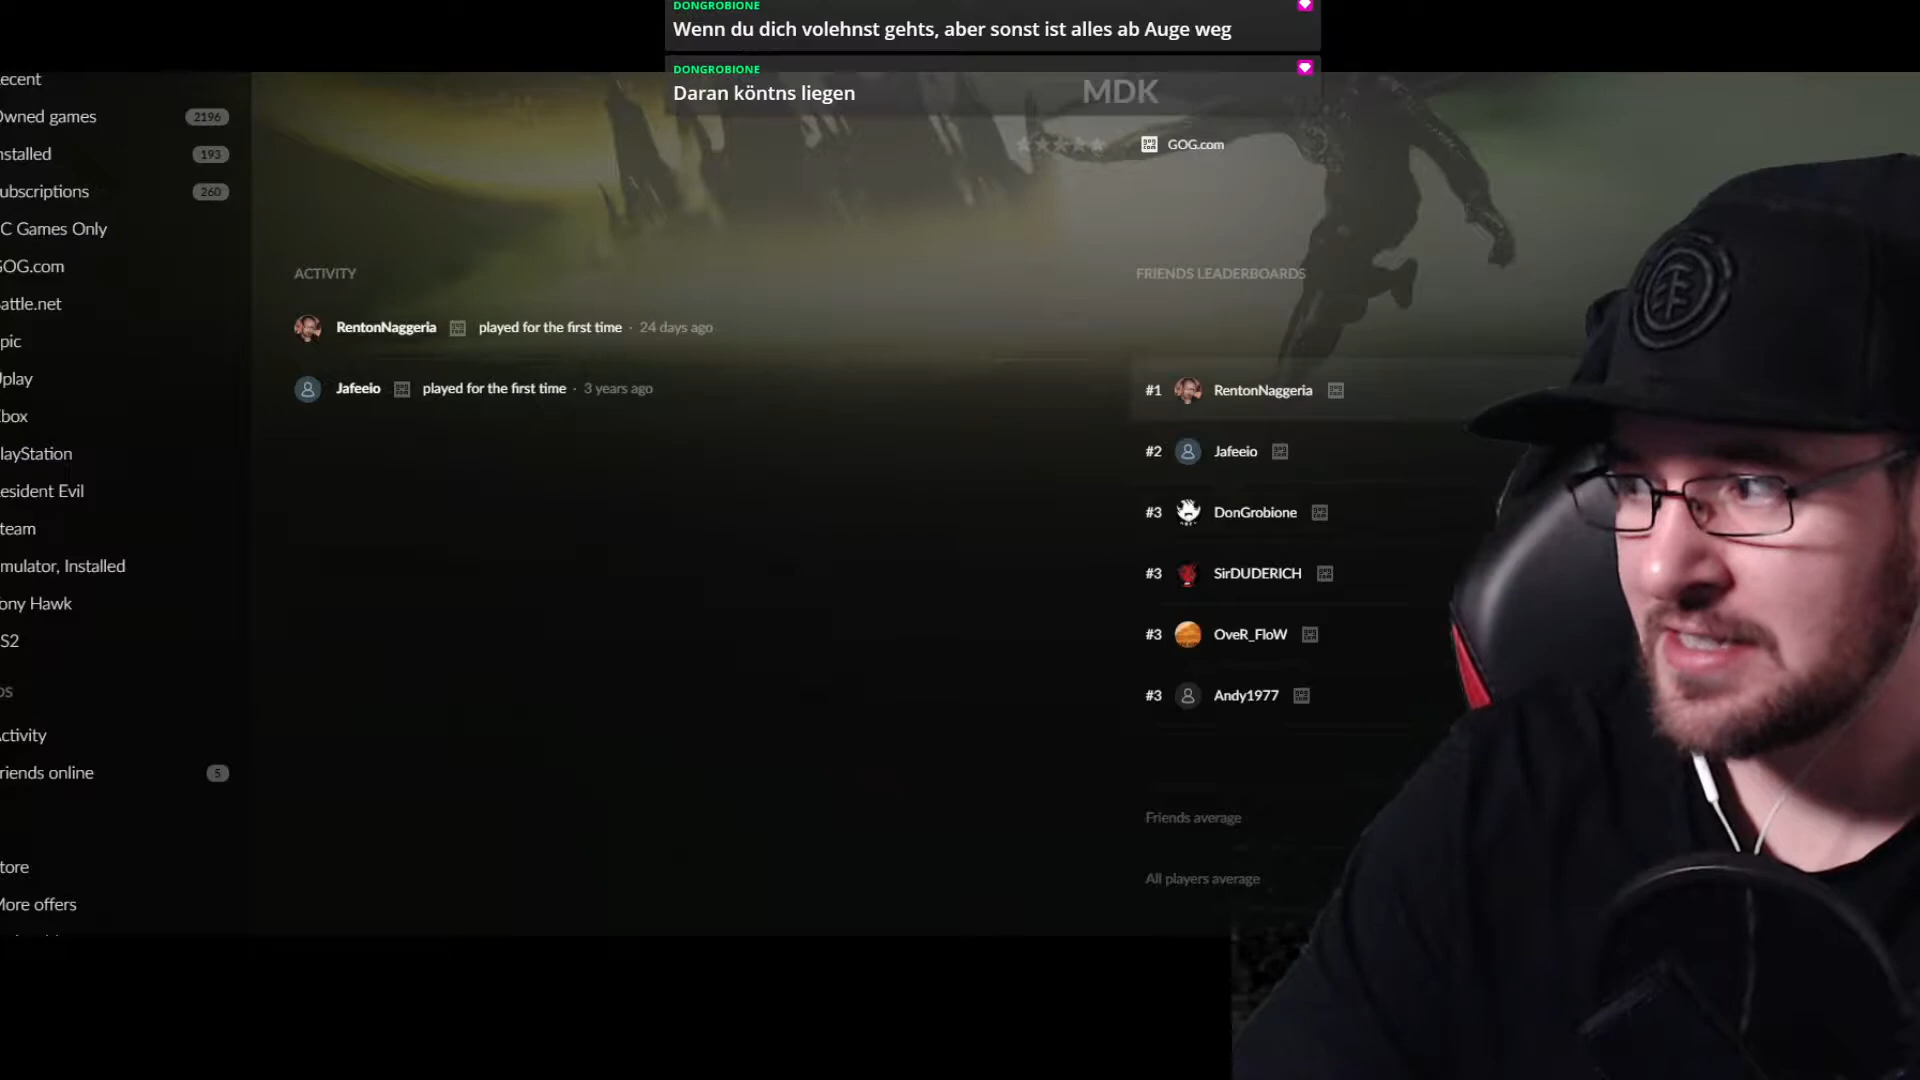 DONGROBIONE
Wenn du dich volehnst gehts, aber sonst ist alles ab Auge weg
DONGROBIONE
Daran köntns liegen
MDK
GOG.com
ecent
Owned games 2196
nstalled 193
ubscriptions 260
C Games Only
GOG.com
attle.net
pic
Uplay
box
layStation
esident Evil
team
mulator, Installed
ony Hawk
S2
DS
Activity
riends online 5
tore
More offers
ACTIVITY
RentonNaggeria played for the first time · 24 days ago
Jafeeio played for the first time · 3 years ago
FRIENDS LEADERBOARDS
#1 RentonNaggeria
#2 Jafeeio
#3 DonGrobione
#3 SirDUDERICH
#3 OveR_FloW
#3 Andy1977
Friends average
All players average